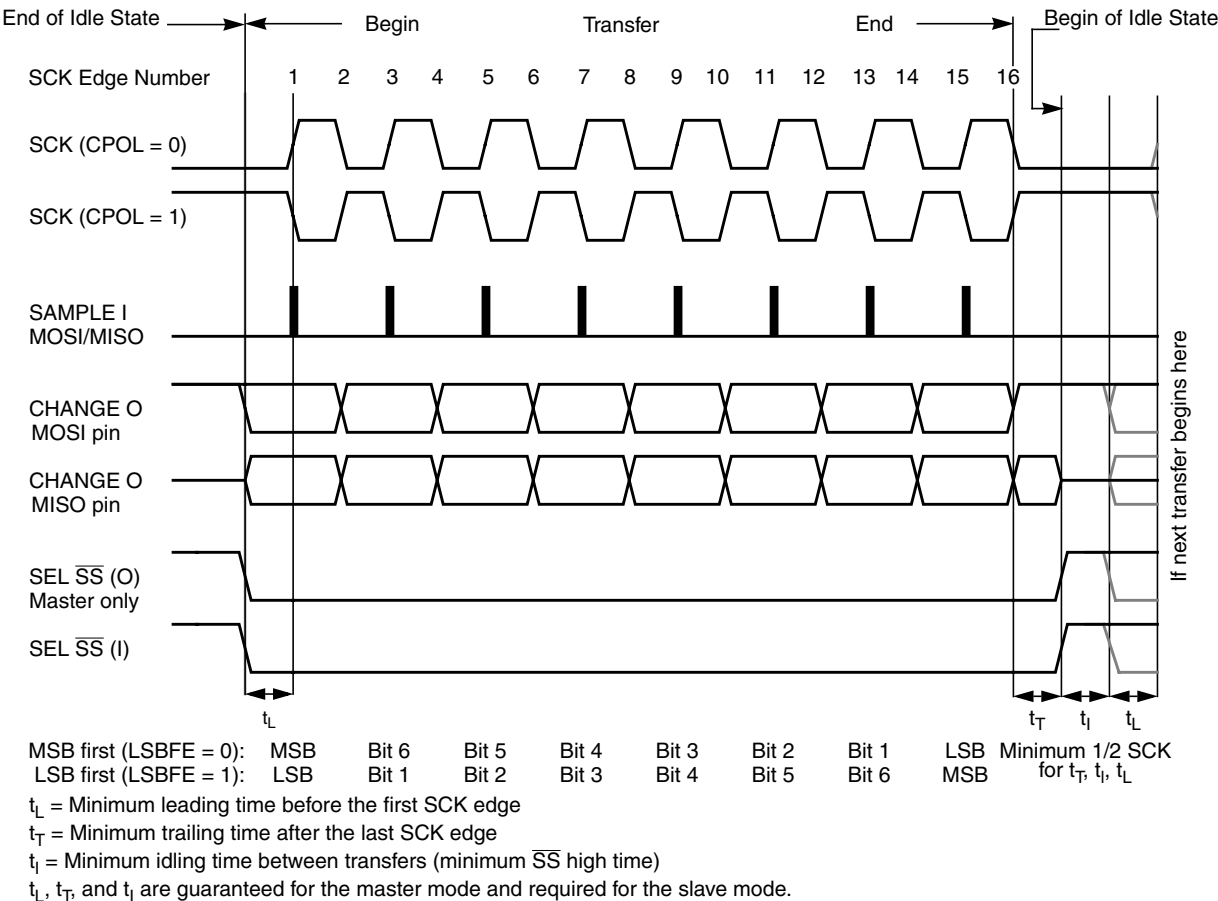 End of Idle State
Begin
Transfer
End
Begin of Idle State
SCK Edge Number
1 2 3 4 5 6 7 8 9 10 11 12 13 14 15 16
SCK (CPOL = 0)
SCK (CPOL = 1)
SAMPLE I
MOSI/MISO
CHANGE O
MOSI pin
CHANGE O
MISO pin
SEL S̅S̅ (O)
Master only
SEL S̅S̅ (I)
If next transfer begins here
tL
tT tI tL
MSB first (LSBFE = 0): MSB Bit 6 Bit 5 Bit 4 Bit 3 Bit 2 Bit 1 LSB
LSB first (LSBFE = 1): LSB Bit 1 Bit 2 Bit 3 Bit 4 Bit 5 Bit 6 MSB
Minimum 1/2 SCK
for tT, tI, tL
tL = Minimum leading time before the first SCK edge
tT = Minimum trailing time after the last SCK edge
tI = Minimum idling time between transfers (minimum S̅S̅ high time)
tL, tT, and tI are guaranteed for the master mode and required for the slave mode.